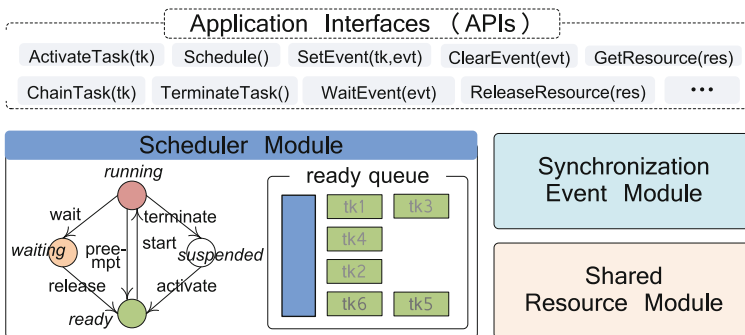 Application Interfaces (APIs)
ActivateTask(tk) Schedule() SetEvent(tk,evt) ClearEvent(evt) GetResource(res)
ChainTask(tk) TerminateTask() WaitEvent(evt) ReleaseResource(res) ···
Scheduler Module
running
wait
terminate
waiting
pree-
mpt
start
suspended
release
activate
ready
ready queue
tk1 tk3
tk4
tk2
tk6 tk5
Synchronization
Event Module
Shared
Resource Module